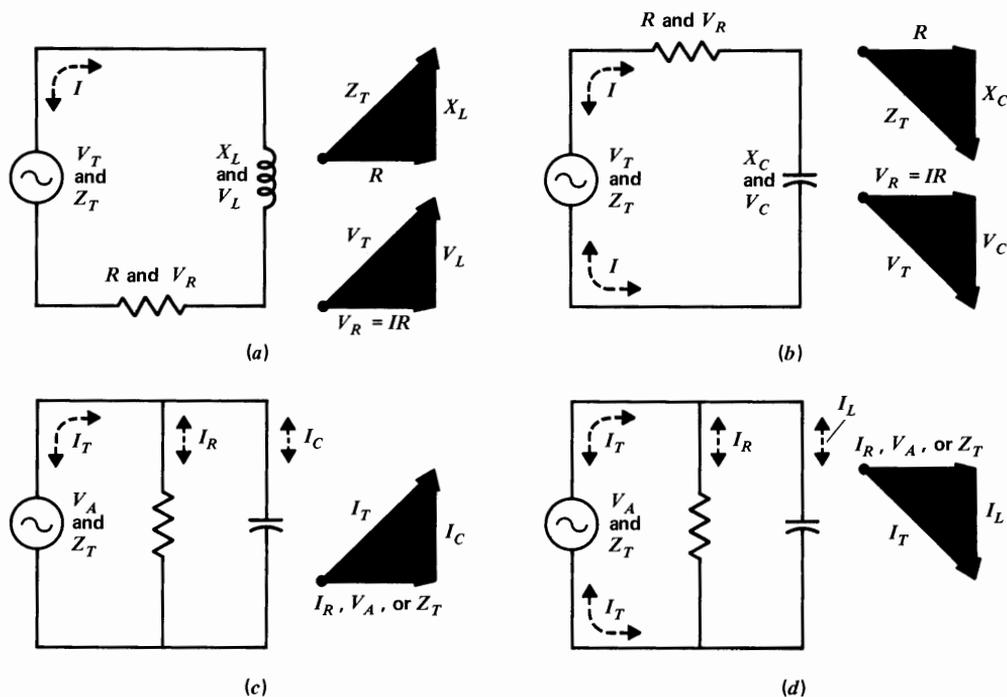 I
V_T
and
Z_T
X_L
and
V_L
R and V_R
Z_T
X_L
R
V_T
V_L
V_R = IR
(a)
R and V_R
I
V_T
and
Z_T
X_C
and
V_C
I
R
X_C
Z_T
V_R = IR
V_C
V_T
(b)
I_T
I_R
I_C
V_A
and
Z_T
I_T
I_C
I_R, V_A, or Z_T
(c)
I_T
I_R
I_L
V_A
and
Z_T
I_T
I_R, V_A, or Z_T
I_L
I_T
(d)